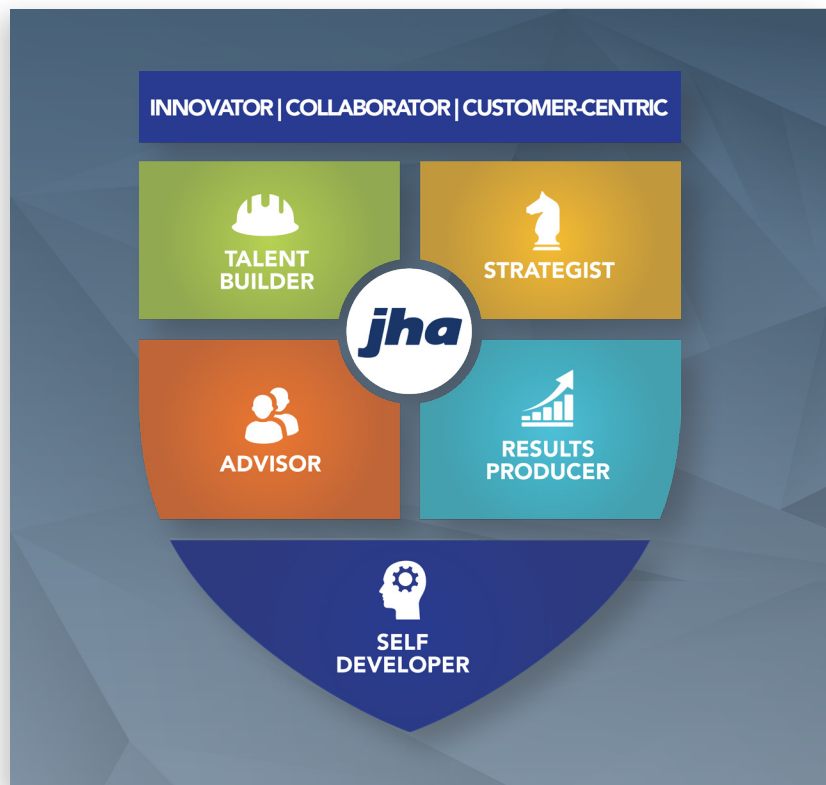 INNOVATOR | COLLABORATOR | CUSTOMER-CENTRIC
TALENT
BUILDER
STRATEGIST
jha
ADVISOR
RESULTS
PRODUCER
SELF
DEVELOPER